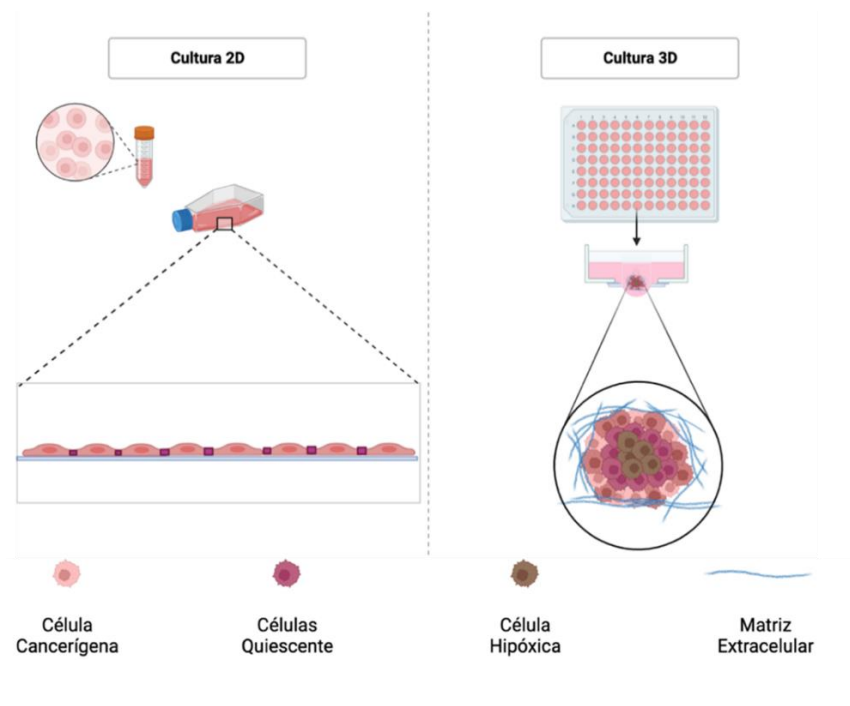 Cultura 2D
Cultura 3D
Célula
Cancerígena
Células
Quiescente
Célula
Hipóxica
Matriz
Extracelular